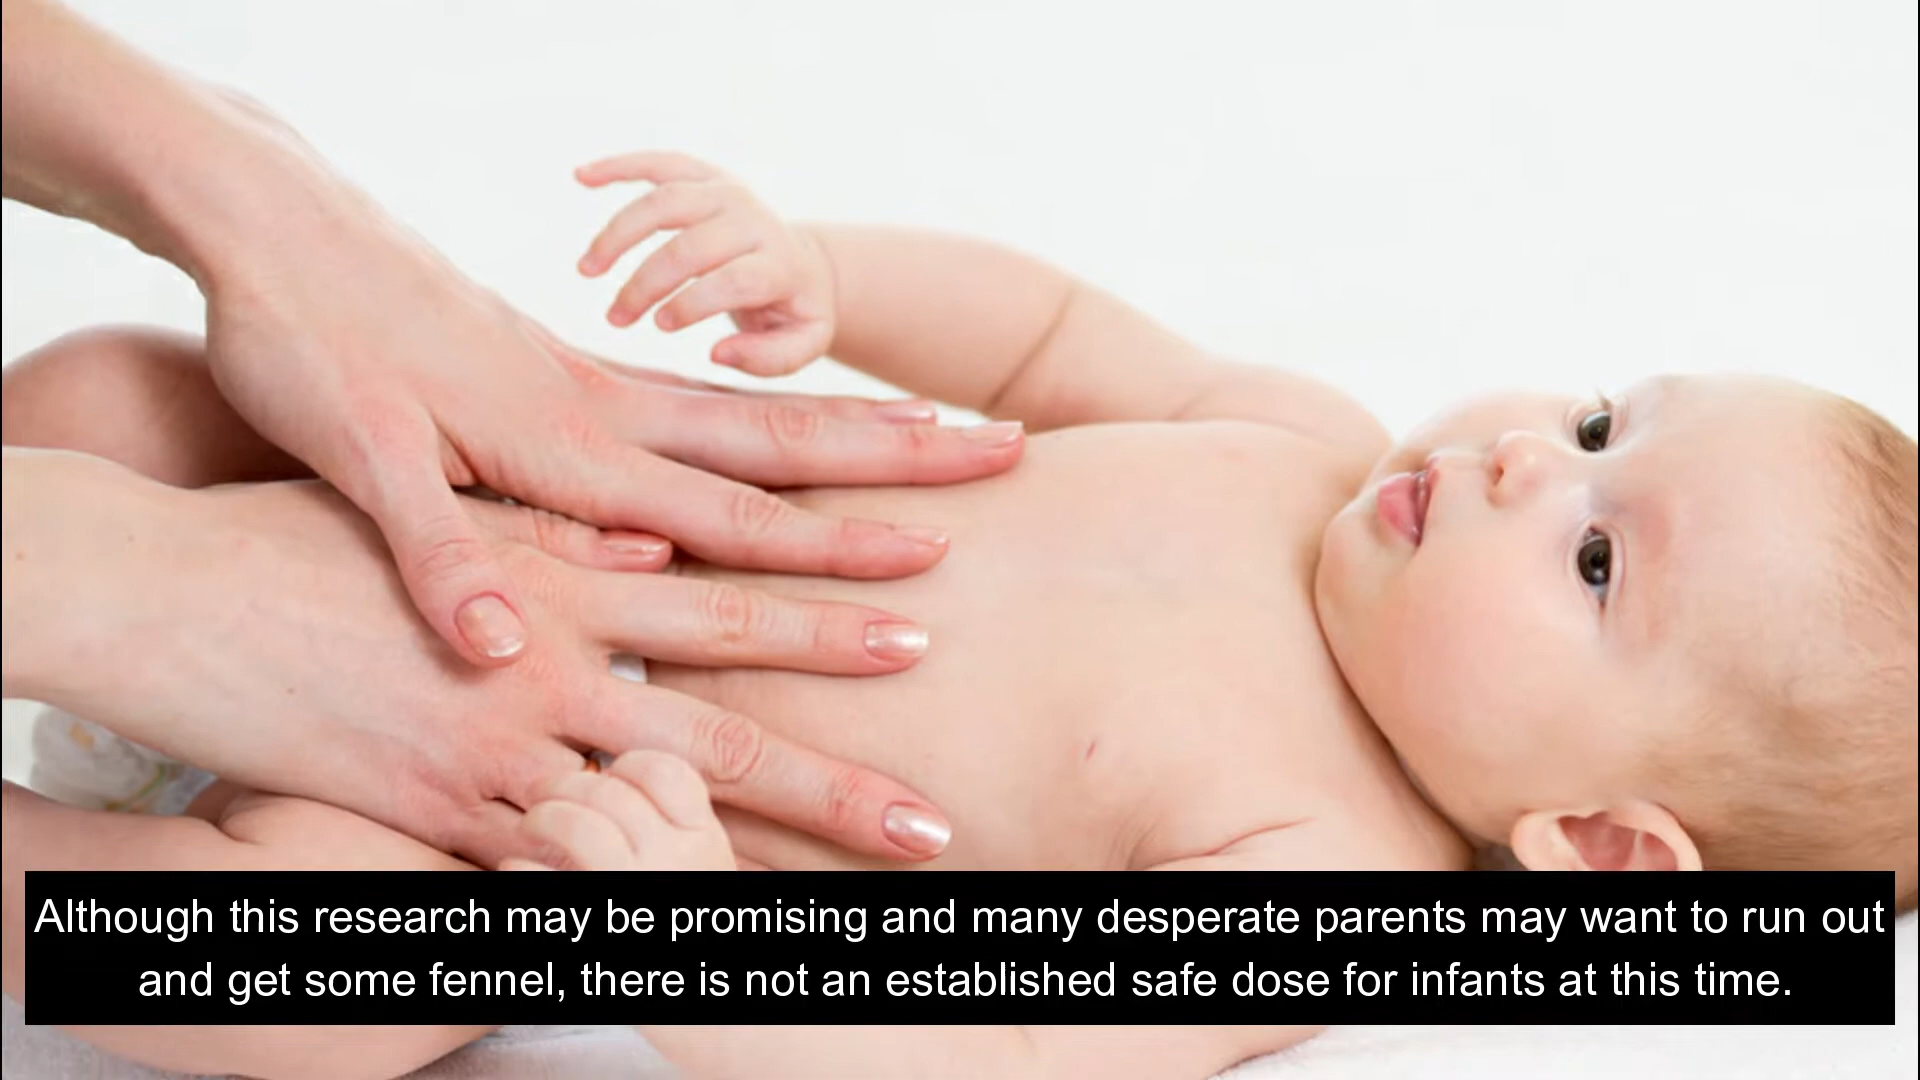 Although this research may be promising and many desperate parents may want to run out
and get some fennel, there is not an established safe dose for infants at this time.